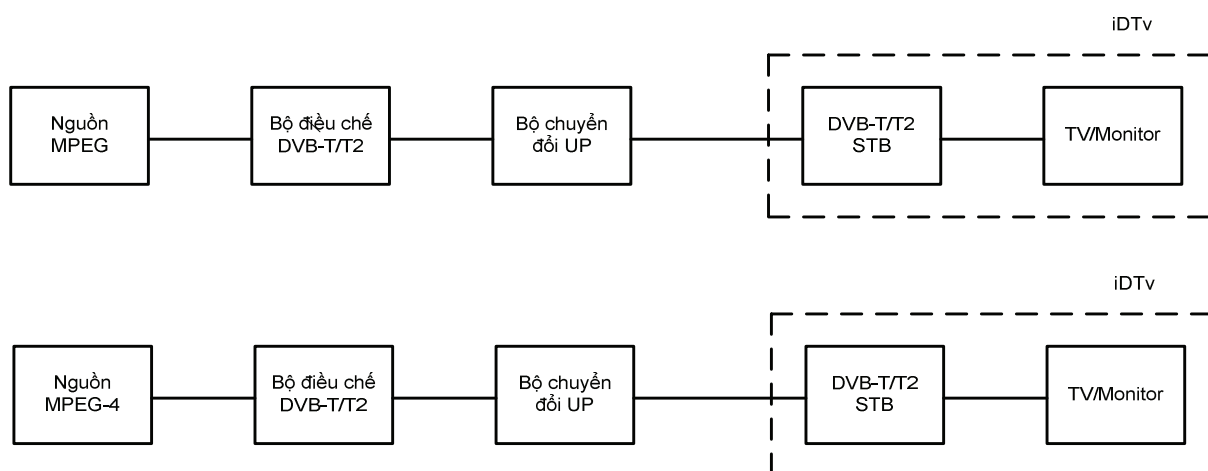 iDTv
Nguồn
MPEG
Bộ điều chế
DVB-T/T2
Bộ chuyển
đổi UP
DVB-T/T2
STB
TV/Monitor
iDTv
Nguồn
MPEG-4
Bộ điều chế
DVB-T/T2
Bộ chuyển
đổi UP
DVB-T/T2
STB
TV/Monitor